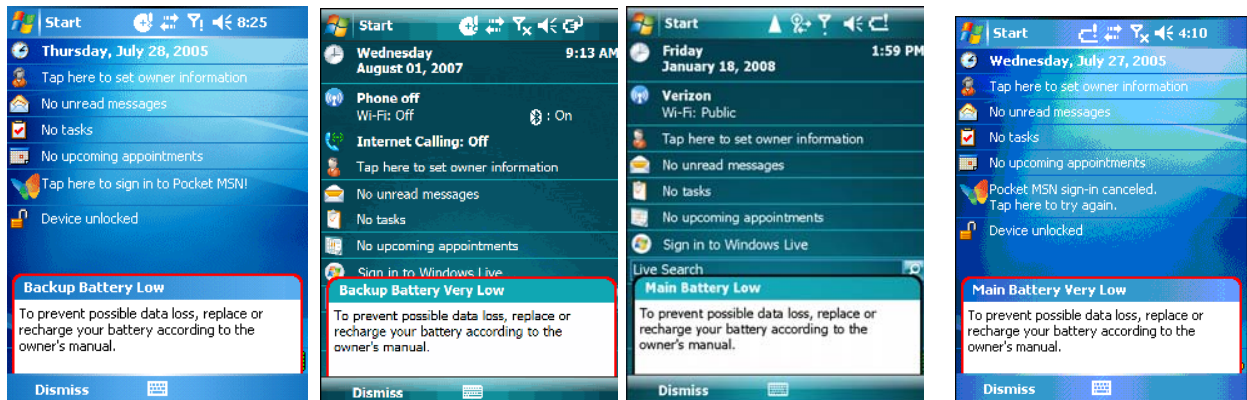 Start 8:25
Thursday, July 28, 2005
Tap here to set owner information
No unread messages
No tasks
No upcoming appointments
Tap here to sign in to Pocket MSN!
Device unlocked
Backup Battery Low
To prevent possible data loss, replace or
recharge your battery according to the
owner's manual.
Dismiss
Start
Wednesday 9:13 AM
August 01, 2007
Phone off
Wi-Fi: Off : On
Internet Calling: Off
Tap here to set owner information
No unread messages
No tasks
No upcoming appointments
Sign in to Windows Live
Backup Battery Very Low
To prevent possible data loss, replace or
recharge your battery according to the
owner's manual.
Dismiss
Start
Friday 1:59 PM
January 18, 2008
Verizon
Wi-Fi: Public
Tap here to set owner information
No unread messages
No tasks
No upcoming appointments
Sign in to Windows Live
Live Search
Main Battery Low
To prevent possible data loss, replace or
recharge your battery according to the
owner's manual.
Dismiss
Start 4:10
Wednesday, July 27, 2005
Tap here to set owner information
No unread messages
No tasks
No upcoming appointments
Pocket MSN sign-in canceled.
Tap here to try again.
Device unlocked
Main Battery Very Low
To prevent possible data loss, replace or
recharge your battery according to the
owner's manual.
Dismiss